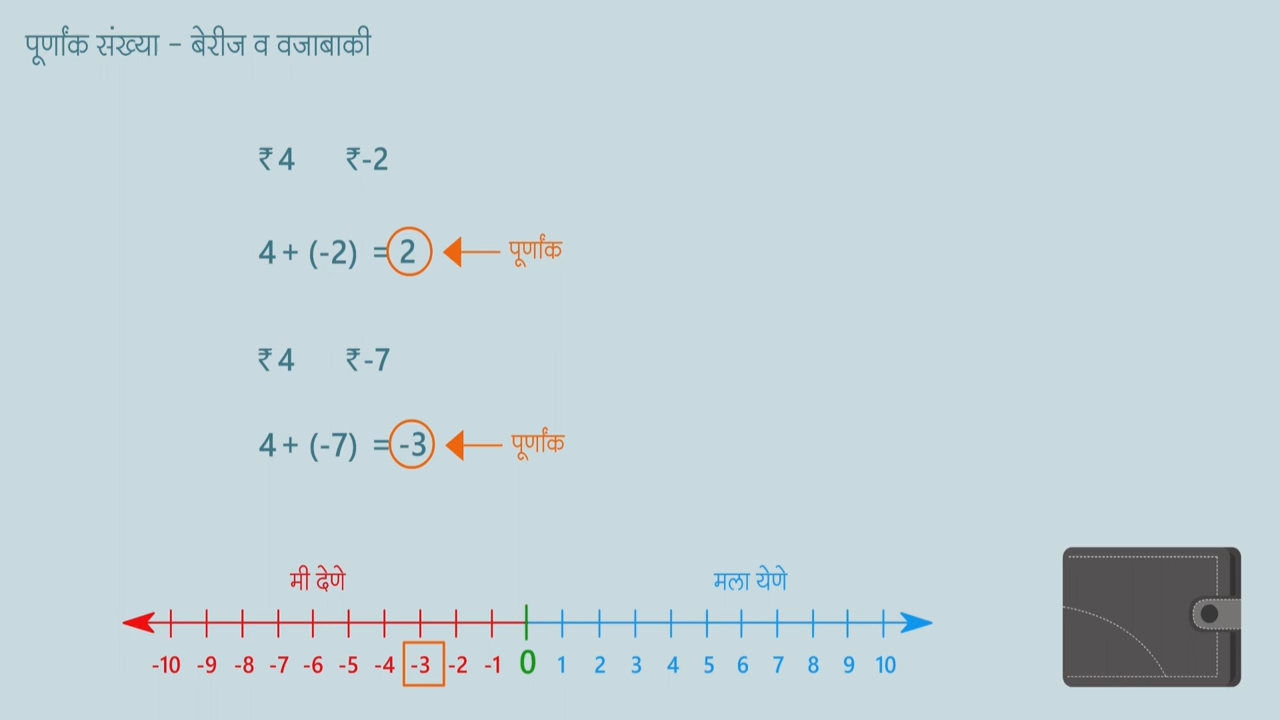 पूर्णांक संख्या - बेरीज व वजाबाकी
₹4 ₹-2
4 + (-2) = 2 पूर्णांक
₹4 ₹-7
4 + (-7) = -3 पूर्णांक
मी देणे मला येणे
-10 -9 -8 -7 -6 -5 -4 -3 -2 -1 0 1 2 3 4 5 6 7 8 9 10